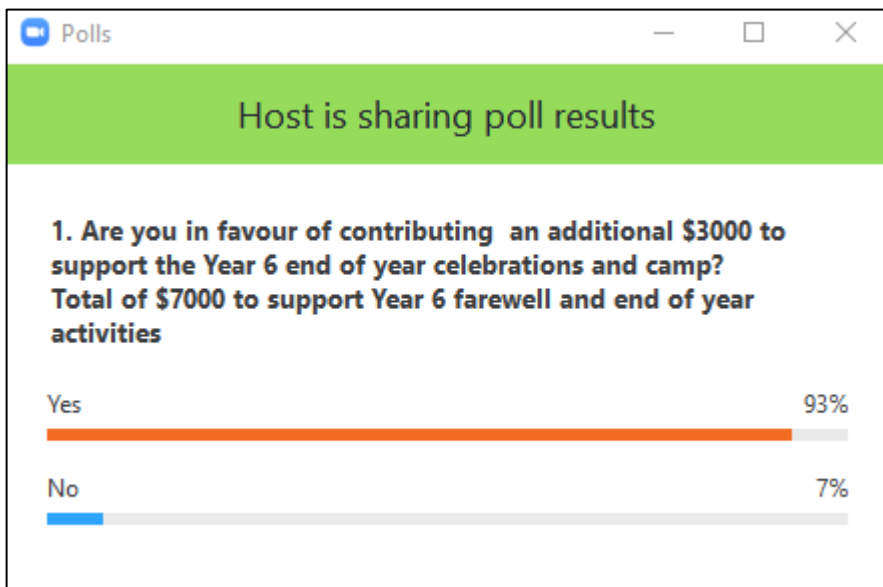 Polls
Host is sharing poll results
1. Are you in favour of contributing  an additional $3000 to
support the Year 6 end of year celebrations and camp?
Total of $7000 to support Year 6 farewell and end of year
activities
Yes 93%
No 7%